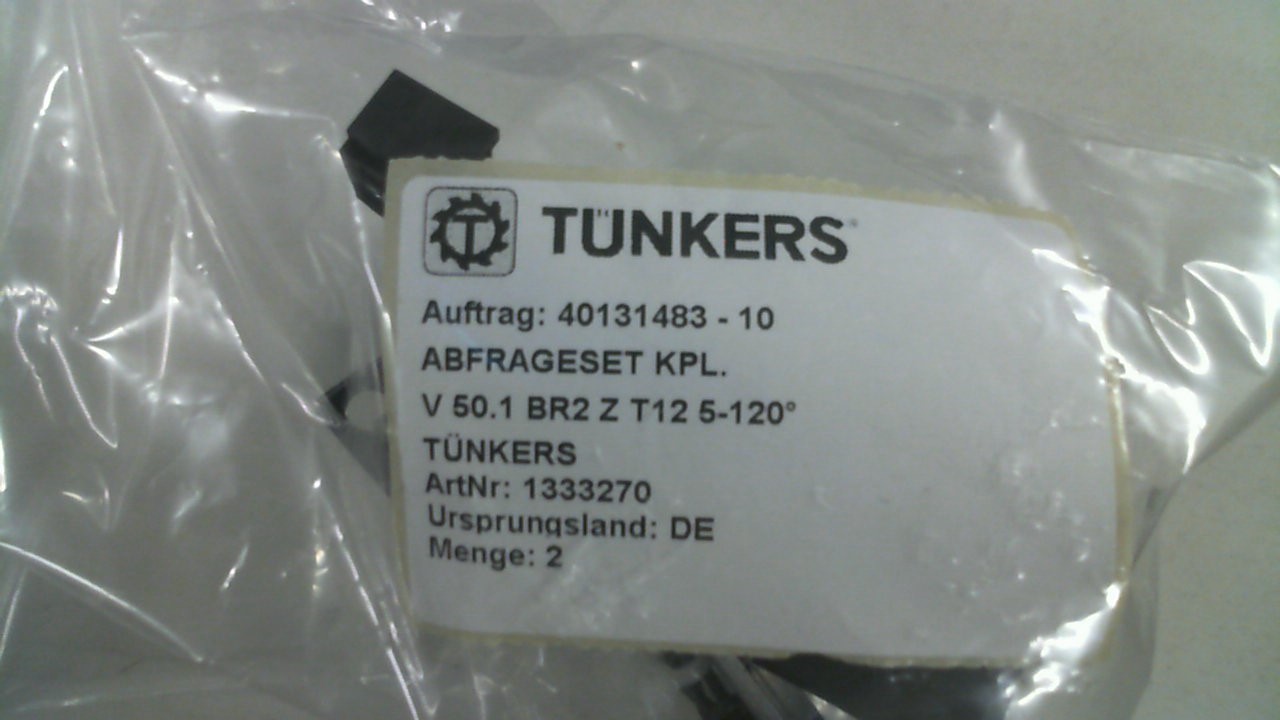 TÜNKERS
Auftrag: 40131483 - 10
ABFRAGESET KPL.
V 50.1 BR2 Z T12 5-120°
TÜNKERS
ArtNr: 1333270
Ursprungsland: DE
Menge: 2